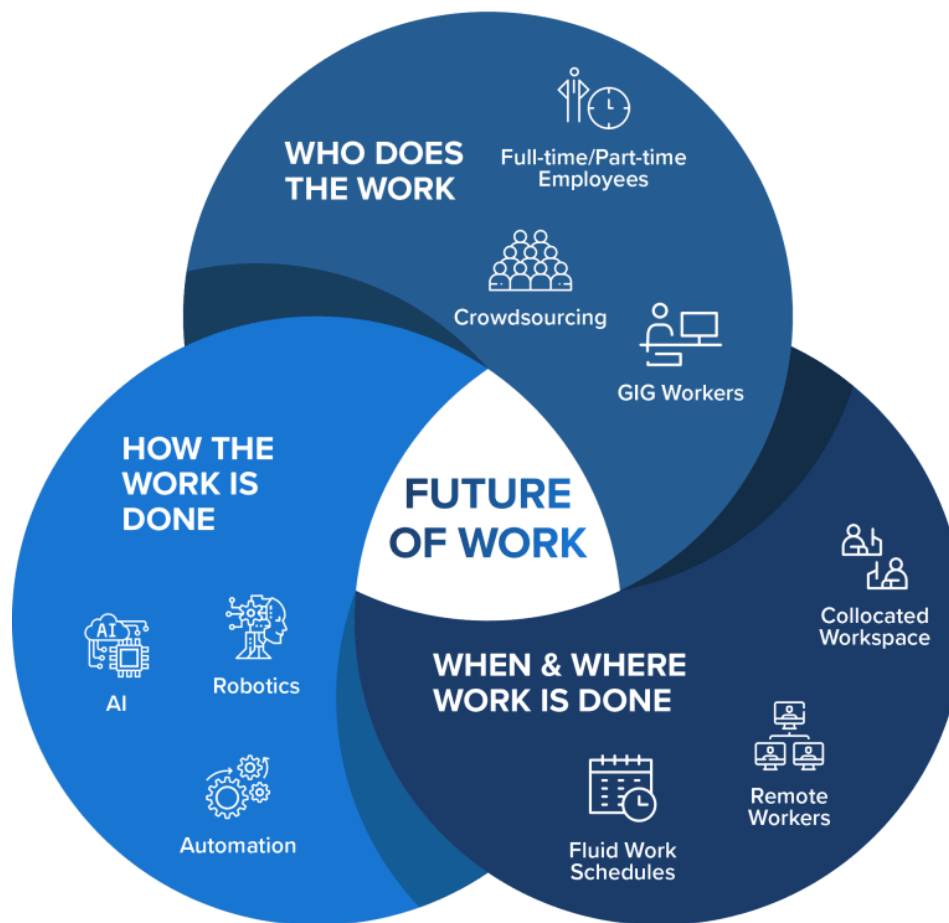 WHO DOES
THE WORK
Full-time/Part-time
Employees
Crowdsourcing
GIG Workers
HOW THE
WORK IS
DONE
AI
AI
Robotics
Automation
FUTURE
OF WORK
WHEN & WHERE
WORK IS DONE
Collocated
Workspace
Remote
Workers
Fluid Work
Schedules